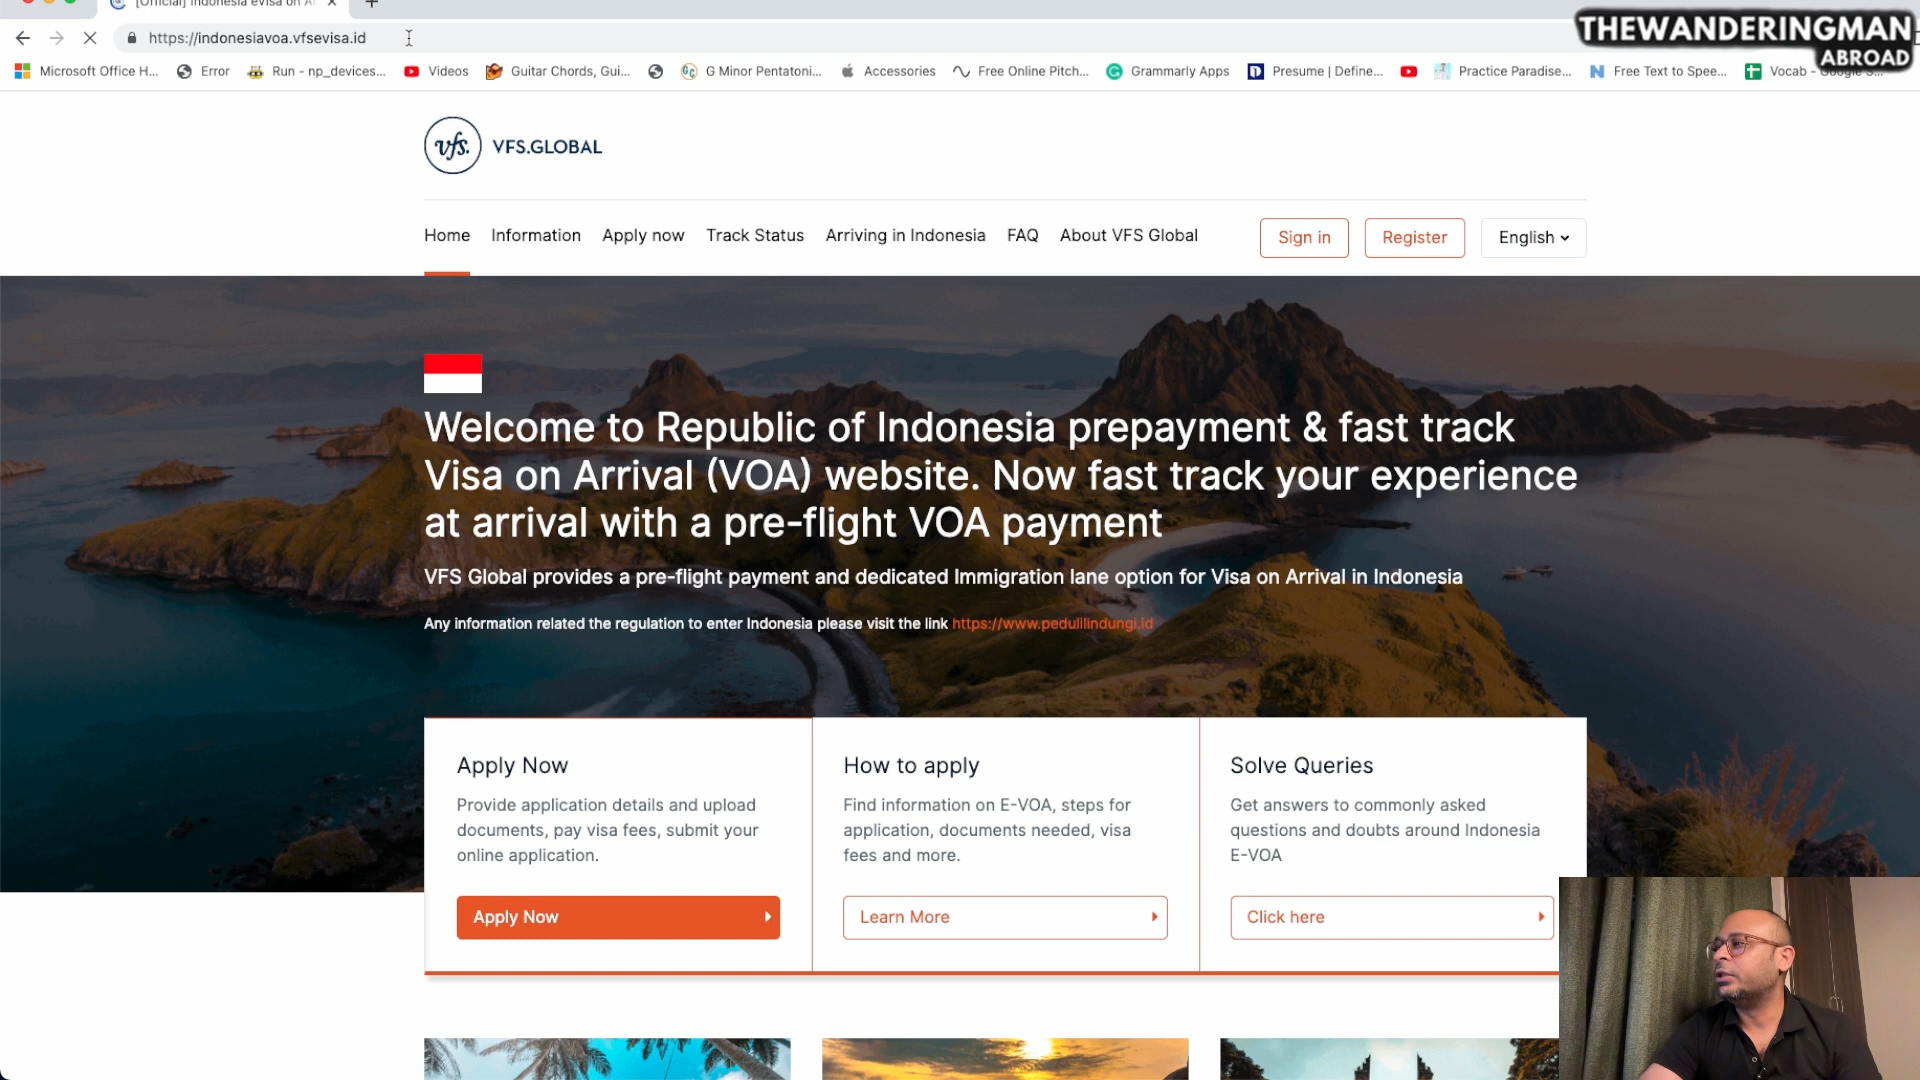 [Official] Indonesia eVisa on Ar
https://indonesiavoa.vfsevisa.id
THEWANDERINGMAN
ABROAD
Microsoft Office H... Error Run - np_devices... Videos Guitar Chords, Gui... G Minor Pentatoni... Accessories Free Online Pitch... Grammarly Apps Presume | Define... Practice Paradise... Free Text to Spee... Vocab - Google S...
vfs. VFS.GLOBAL
Home Information Apply now Track Status Arriving in Indonesia FAQ About VFS Global Sign in Register English
Welcome to Republic of Indonesia prepayment & fast track
Visa on Arrival (VOA) website. Now fast track your experience
at arrival with a pre-flight VOA payment
VFS Global provides a pre-flight payment and dedicated Immigration lane option for Visa on Arrival in Indonesia
Any information related the regulation to enter Indonesia please visit the link https://www.pedulilindungi.id
Apply Now
Provide application details and upload
documents, pay visa fees, submit your
online application.
Apply Now
How to apply
Find information on E-VOA, steps for
application, documents needed, visa
fees and more.
Learn More
Solve Queries
Get answers to commonly asked
questions and doubts around Indonesia
E-VOA
Click here